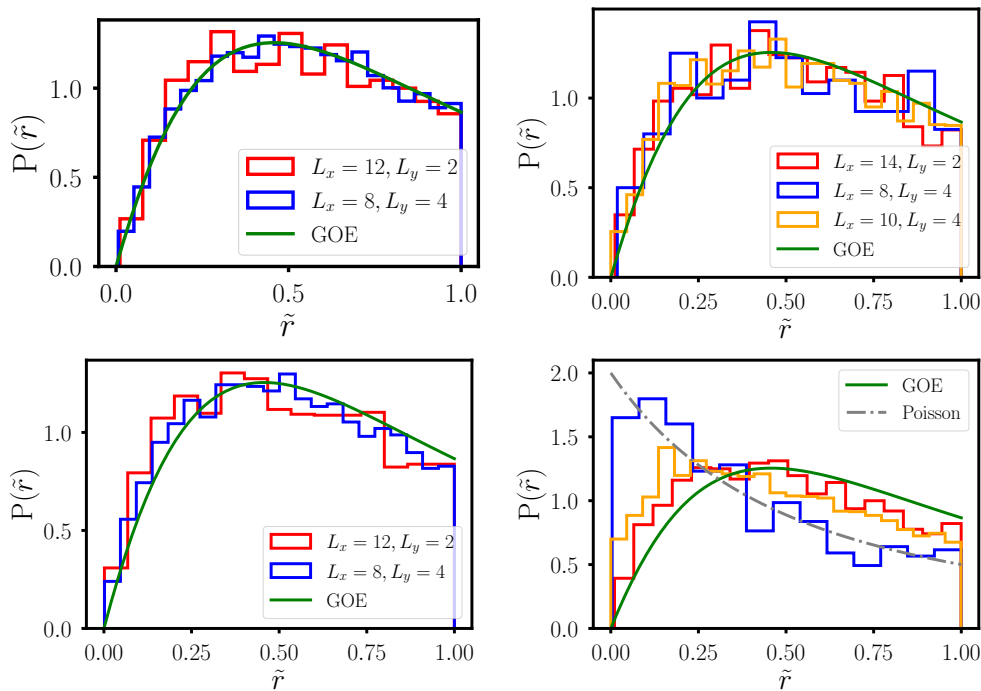 P(r̃)
1.0
0.5
0.0
L_x = 12, L_y = 2
L_x = 8, L_y = 4
GOE
0.0 0.5 1.0
r̃
P(r̃)
1.0
0.5
0.0
L_x = 14, L_y = 2
L_x = 8, L_y = 4
L_x = 10, L_y = 4
GOE
0.00 0.25 0.50 0.75 1.00
r̃
P(r̃)
1.0
0.5
0.0
L_x = 12, L_y = 2
L_x = 8, L_y = 4
GOE
0.00 0.25 0.50 0.75 1.00
r̃
P(r̃)
2.0
1.5
1.0
0.5
0.0
GOE
Poisson
0.00 0.25 0.50 0.75 1.00
r̃